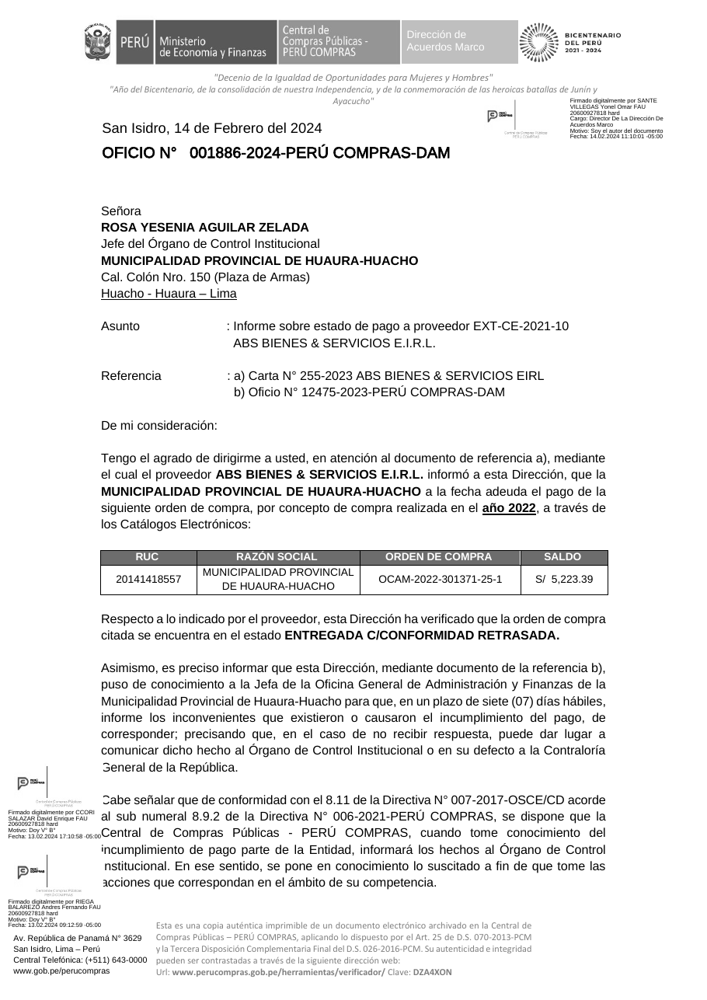 PERÚ
Ministerio
de Economía y Finanzas
Central de
Compras Públicas -
PERÚ COMPRAS
Dirección de
Acuerdos Marco
BICENTENARIO
DEL PERÚ
2021 - 2024
"Decenio de la Igualdad de Oportunidades para Mujeres y Hombres"
"Año del Bicentenario, de la consolidación de nuestra Independencia, y de la conmemoración de las heroicas batallas de Junín y
Ayacucho"
Firmado digitalmente por SANTE
VILLEGAS Yonel Omar FAU
20600927818 hard
Cargo: Director De La Dirección De
Acuerdos Marco
Motivo: Soy el autor del documento
Fecha: 14.02.2024 11:10:01 -05:00
PERÚ
COMPRAS
Central de Compras Públicas
PERÚ COMPRAS
San Isidro, 14 de Febrero del 2024
OFICIO N° 001886-2024-PERÚ COMPRAS-DAM
Señora
ROSA YESENIA AGUILAR ZELADA
Jefe del Órgano de Control Institucional
MUNICIPALIDAD PROVINCIAL DE HUAURA-HUACHO
Cal. Colón Nro. 150 (Plaza de Armas)
Huacho - Huaura – Lima
Asunto : Informe sobre estado de pago a proveedor EXT-CE-2021-10
ABS BIENES & SERVICIOS E.I.R.L.
Referencia : a) Carta N° 255-2023 ABS BIENES & SERVICIOS EIRL
b) Oficio N° 12475-2023-PERÚ COMPRAS-DAM
De mi consideración:
Tengo el agrado de dirigirme a usted, en atención al documento de referencia a), mediante
el cual el proveedor ABS BIENES & SERVICIOS E.I.R.L. informó a esta Dirección, que la
MUNICIPALIDAD PROVINCIAL DE HUAURA-HUACHO a la fecha adeuda el pago de la
siguiente orden de compra, por concepto de compra realizada en el año 2022, a través de
los Catálogos Electrónicos:
RUC RAZÓN SOCIAL ORDEN DE COMPRA SALDO
20141418557 MUNICIPALIDAD PROVINCIAL DE HUAURA-HUACHO OCAM-2022-301371-25-1 S/ 5,223.39
Respecto a lo indicado por el proveedor, esta Dirección ha verificado que la orden de compra
citada se encuentra en el estado ENTREGADA C/CONFORMIDAD RETRASADA.
Asimismo, es preciso informar que esta Dirección, mediante documento de la referencia b),
puso de conocimiento a la Jefa de la Oficina General de Administración y Finanzas de la
Municipalidad Provincial de Huaura-Huacho para que, en un plazo de siete (07) días hábiles,
informe los inconvenientes que existieron o causaron el incumplimiento del pago, de
corresponder; precisando que, en el caso de no recibir respuesta, puede dar lugar a
comunicar dicho hecho al Órgano de Control Institucional o en su defecto a la Contraloría
General de la República.
Cabe señalar que de conformidad con el 8.11 de la Directiva N° 007-2017-OSCE/CD acorde
al sub numeral 8.9.2 de la Directiva N° 006-2021-PERÚ COMPRAS, se dispone que la
Central de Compras Públicas - PERÚ COMPRAS, cuando tome conocimiento del
incumplimiento de pago parte de la Entidad, informará los hechos al Órgano de Control
Institucional. En ese sentido, se pone en conocimiento lo suscitado a fin de que tome las
acciones que correspondan en el ámbito de su competencia.
PERÚ
COMPRAS
Central de Compras Públicas
PERÚ COMPRAS
Firmado digitalmente por CCORI
SALAZAR David Enrique FAU
20600927818 hard
Motivo: Doy V° B°
Fecha: 13.02.2024 17:10:58 -05:00
PERÚ
COMPRAS
Central de Compras Públicas
PERÚ COMPRAS
Firmado digitalmente por RIEGA
BALAREZO Andres Fernando FAU
20600927818 hard
Motivo: Doy V° B°
Fecha: 13.02.2024 09:12:59 -05:00
Av. República de Panamá N° 3629
San Isidro, Lima – Perú
Central Telefónica: (+511) 643-0000
www.gob.pe/perucompras
Esta es una copia auténtica imprimible de un documento electrónico archivado en la Central de
Compras Públicas – PERÚ COMPRAS, aplicando lo dispuesto por el Art. 25 de D.S. 070-2013-PCM
y la Tercera Disposición Complementaria Final del D.S. 026-2016-PCM. Su autenticidad e integridad
pueden ser contrastadas a través de la siguiente dirección web:
Url: www.perucompras.gob.pe/herramientas/verificador/ Clave: DZA4XON